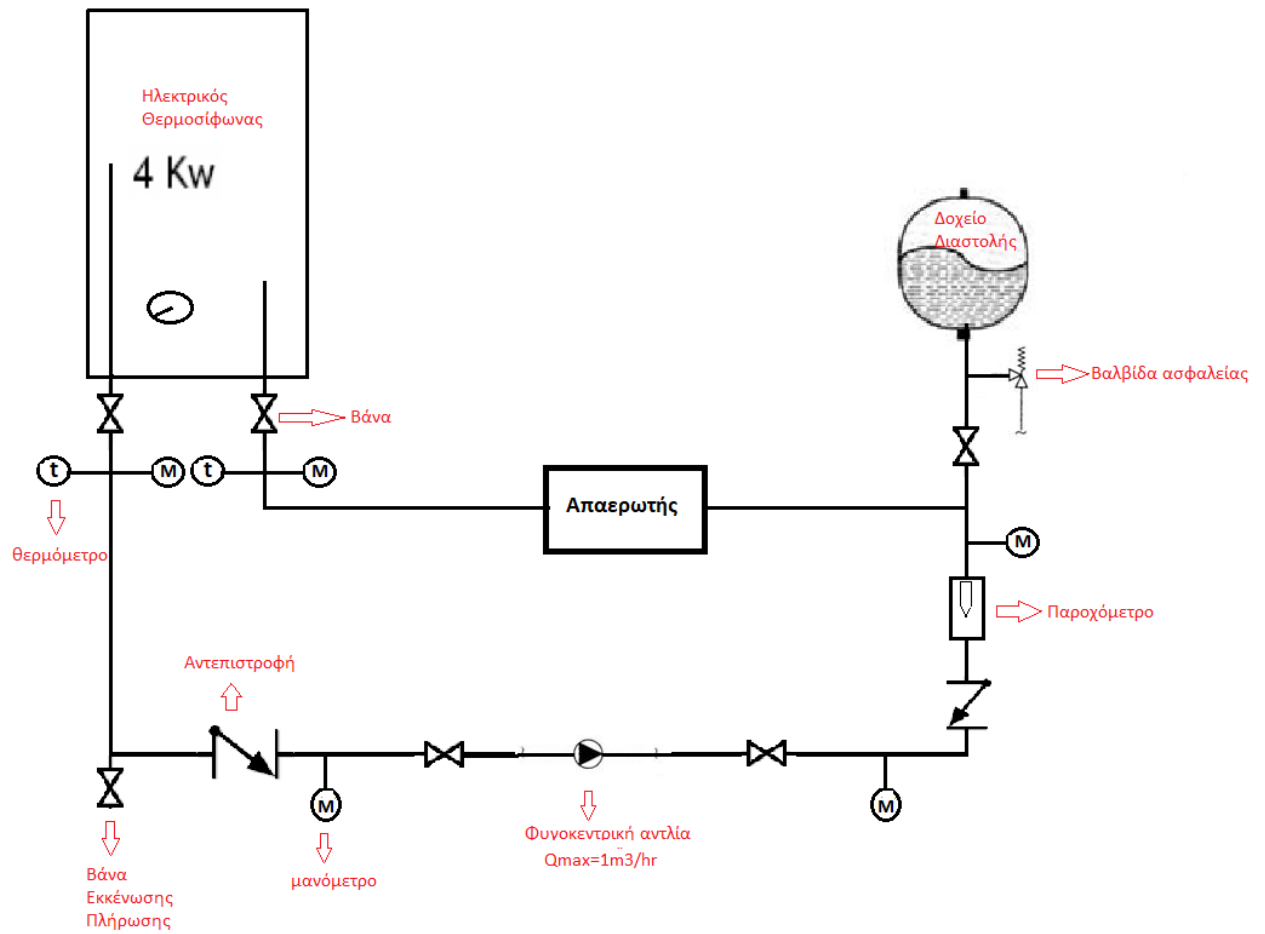 Ηλεκτρικός
Θερμοσίφωνας
4 Kw
Δοχείο
Διαστολής
Βαλβίδα ασφαλείας
Βάνα
t
M
t
M
θερμόμετρο
Απαερωτής
M
Παροχόμετρο
Αντεπιστροφή
M
M
Φυγοκεντρική αντλία
Qmax=1m3/hr
Βάνα
Εκκένωσης
Πλήρωσης
μανόμετρο